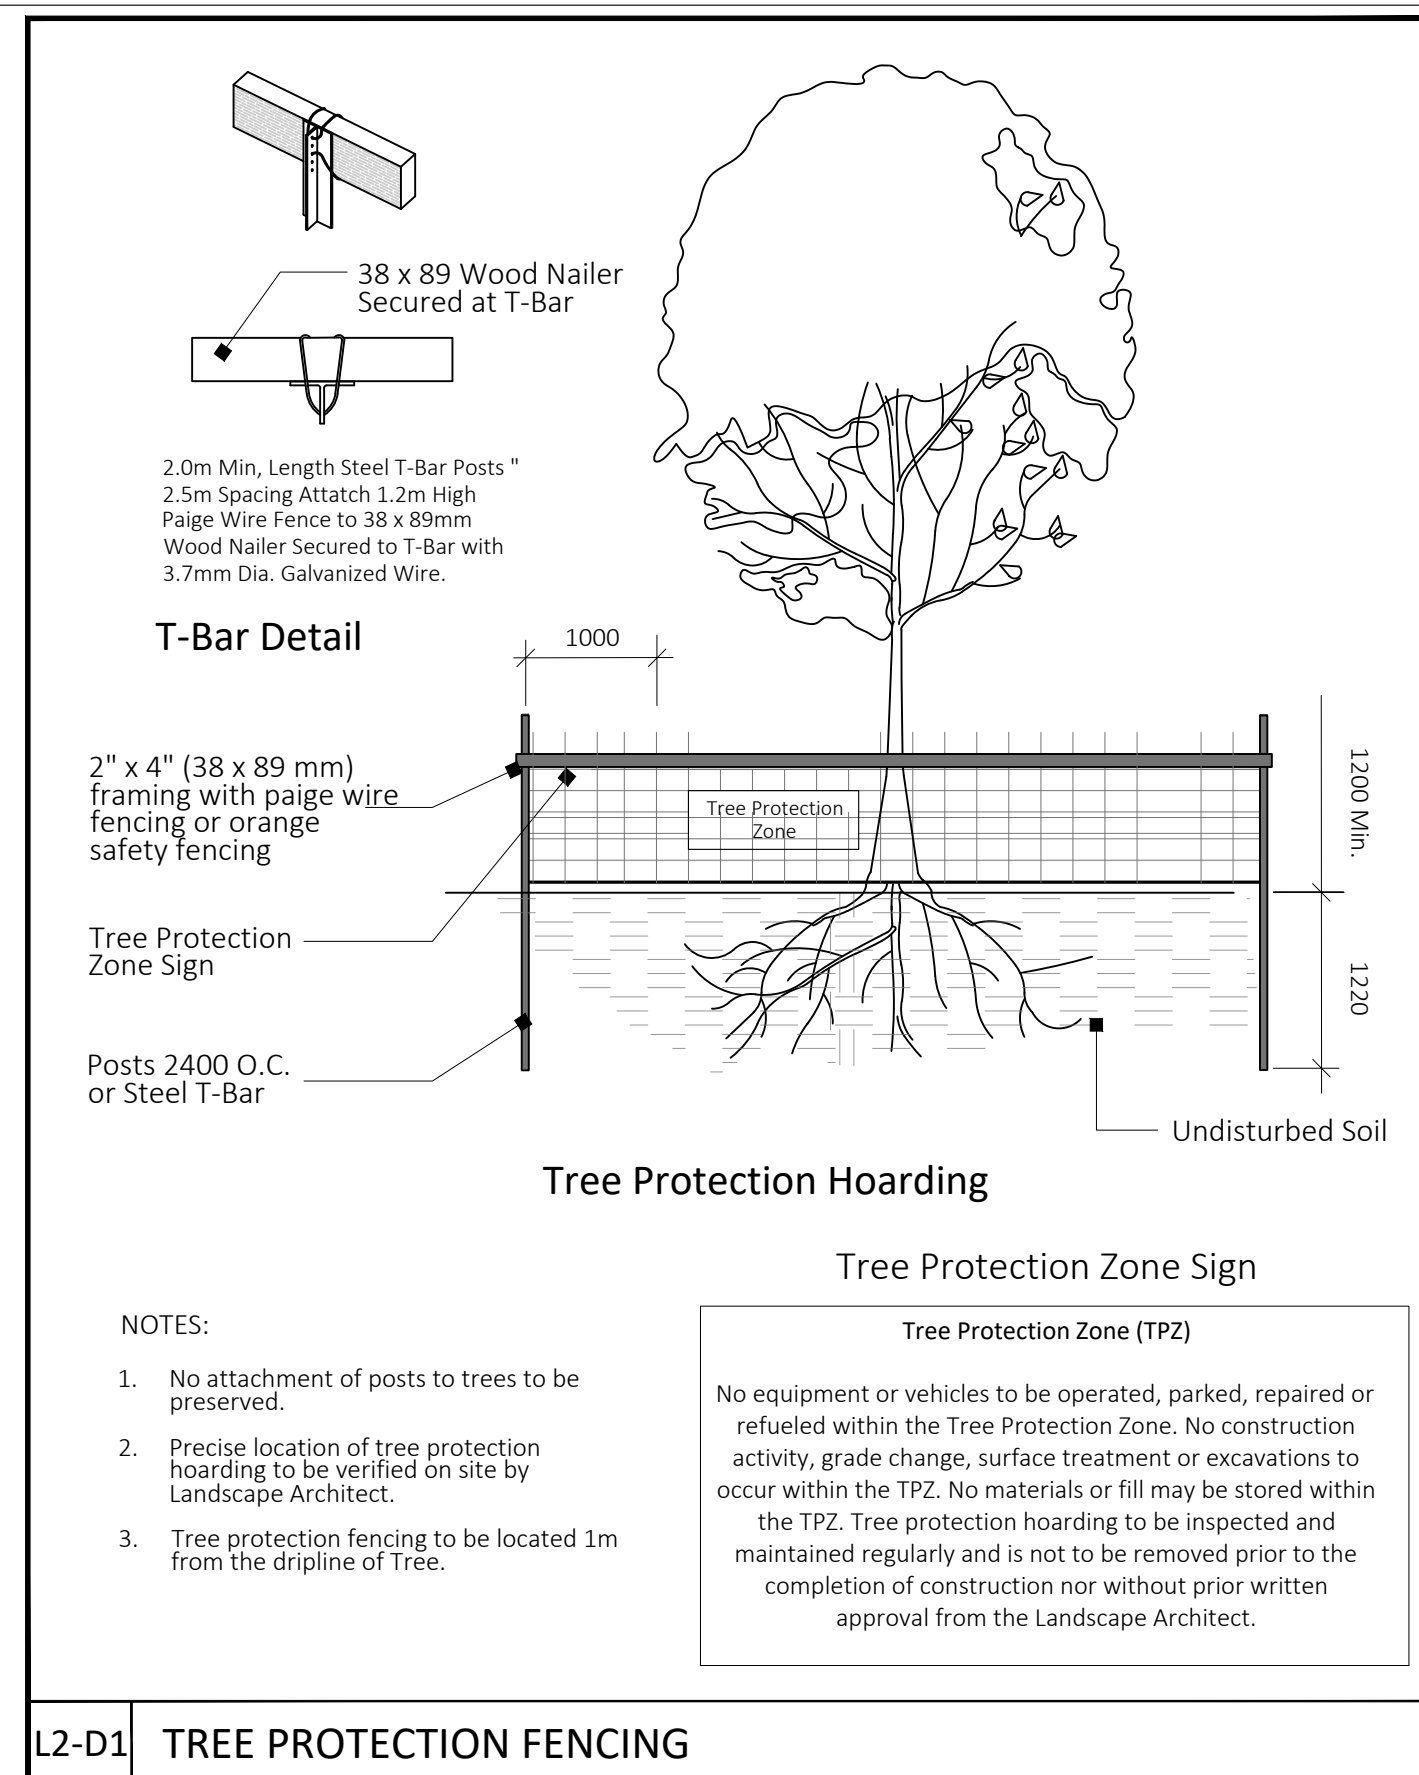 38 x 89 Wood Nailer
Secured at T-Bar
2.0m Min, Length Steel T-Bar Posts "
2.5m Spacing Attatch 1.2m High
Paige Wire Fence to 38 x 89mm
Wood Nailer Secured to T-Bar with
3.7mm Dia. Galvanized Wire.
T-Bar Detail
1000
2" x 4" (38 x 89 mm)
framing with paige wire
fencing or orange
safety fencing
Tree Protection
Zone
1200 Min.
Tree Protection
Zone Sign
1220
Posts 2400 O.C.
or Steel T-Bar
Undisturbed Soil
Tree Protection Hoarding
NOTES:
1. No attachment of posts to trees to be
preserved.
2. Precise location of tree protection
hoarding to be verified on site by
Landscape Architect.
3. Tree protection fencing to be located 1m
from the dripline of Tree.
Tree Protection Zone Sign
Tree Protection Zone (TPZ)
No equipment or vehicles to be operated, parked, repaired or
refueled within the Tree Protection Zone. No construction
activity, grade change, surface treatment or excavations to
occur within the TPZ. No materials or fill may be stored within
the TPZ. Tree protection hoarding to be inspected and
maintained regularly and is not to be removed prior to the
completion of construction nor without prior written
approval from the Landscape Architect.
L2-D1 TREE PROTECTION FENCING